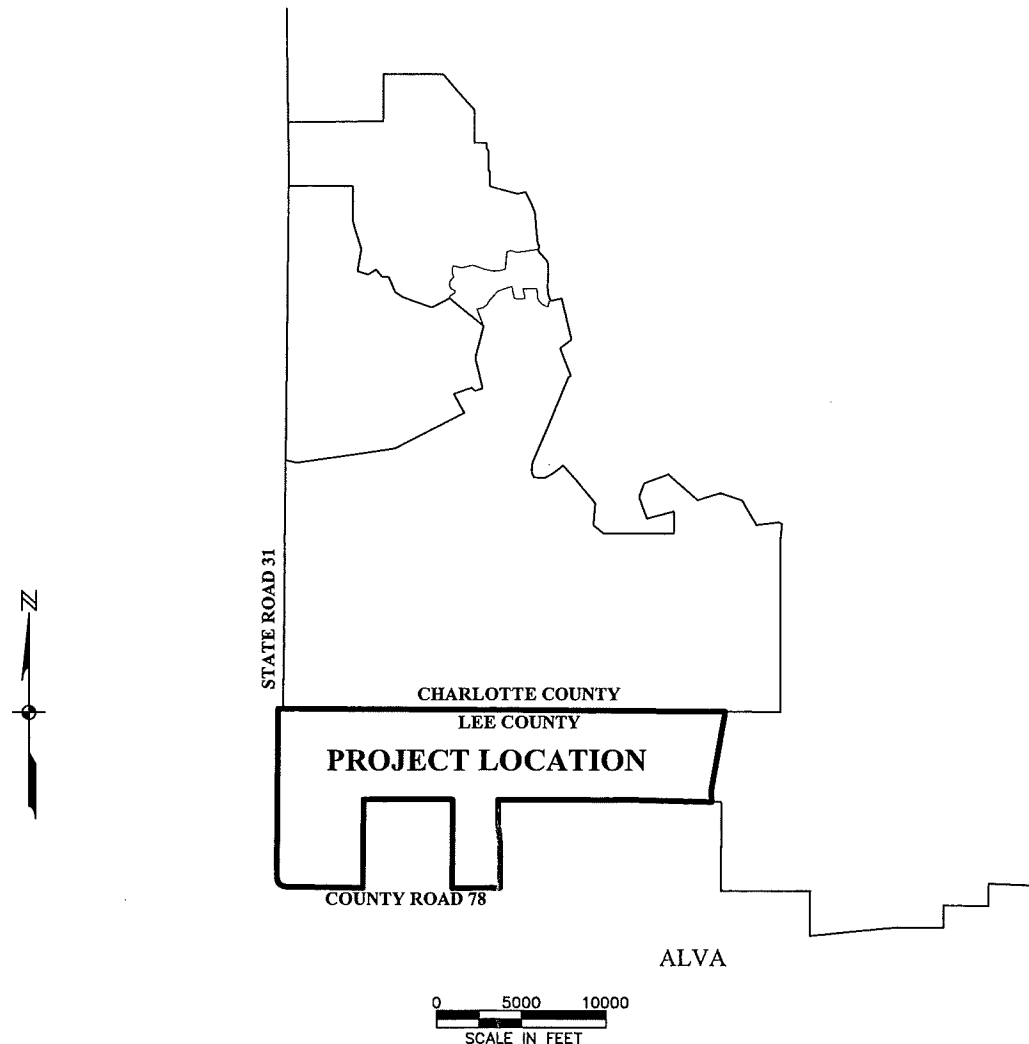 N
STATE ROAD 31
CHARLOTTE COUNTY
LEE COUNTY
PROJECT LOCATION
COUNTY ROAD 78
ALVA
0 5000 10000
SCALE IN FEET